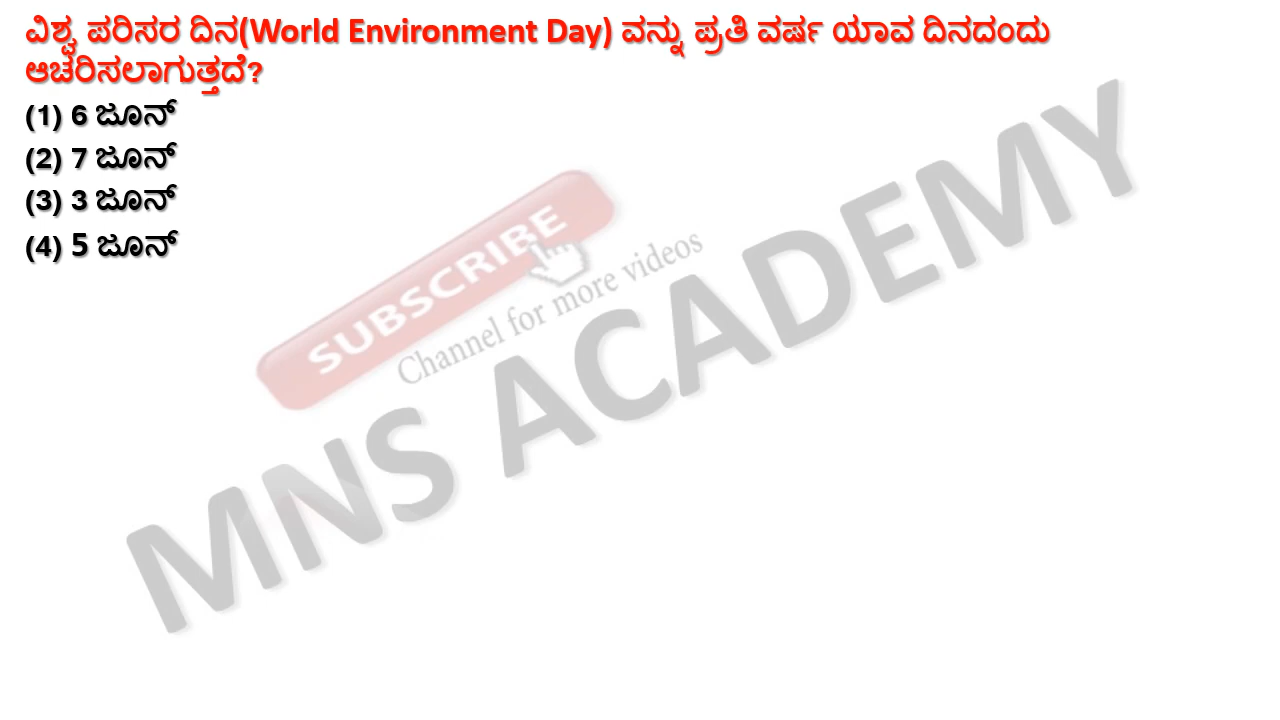 ವಿಶ್ವ ಪರಿಸರ ದಿನ(World Environment Day) ವನ್ನು ಪ್ರತಿ ವರ್ಷ ಯಾವ ದಿನದಂದು
ಆಚರಿಸಲಾಗುತ್ತದೆ?
(1) 6 ಜೂನ್
(2) 7 ಜೂನ್
(3) 3 ಜೂನ್
(4) 5 ಜೂನ್
SUBSCRIBE
Channel for more videos
MNS ACADEMY